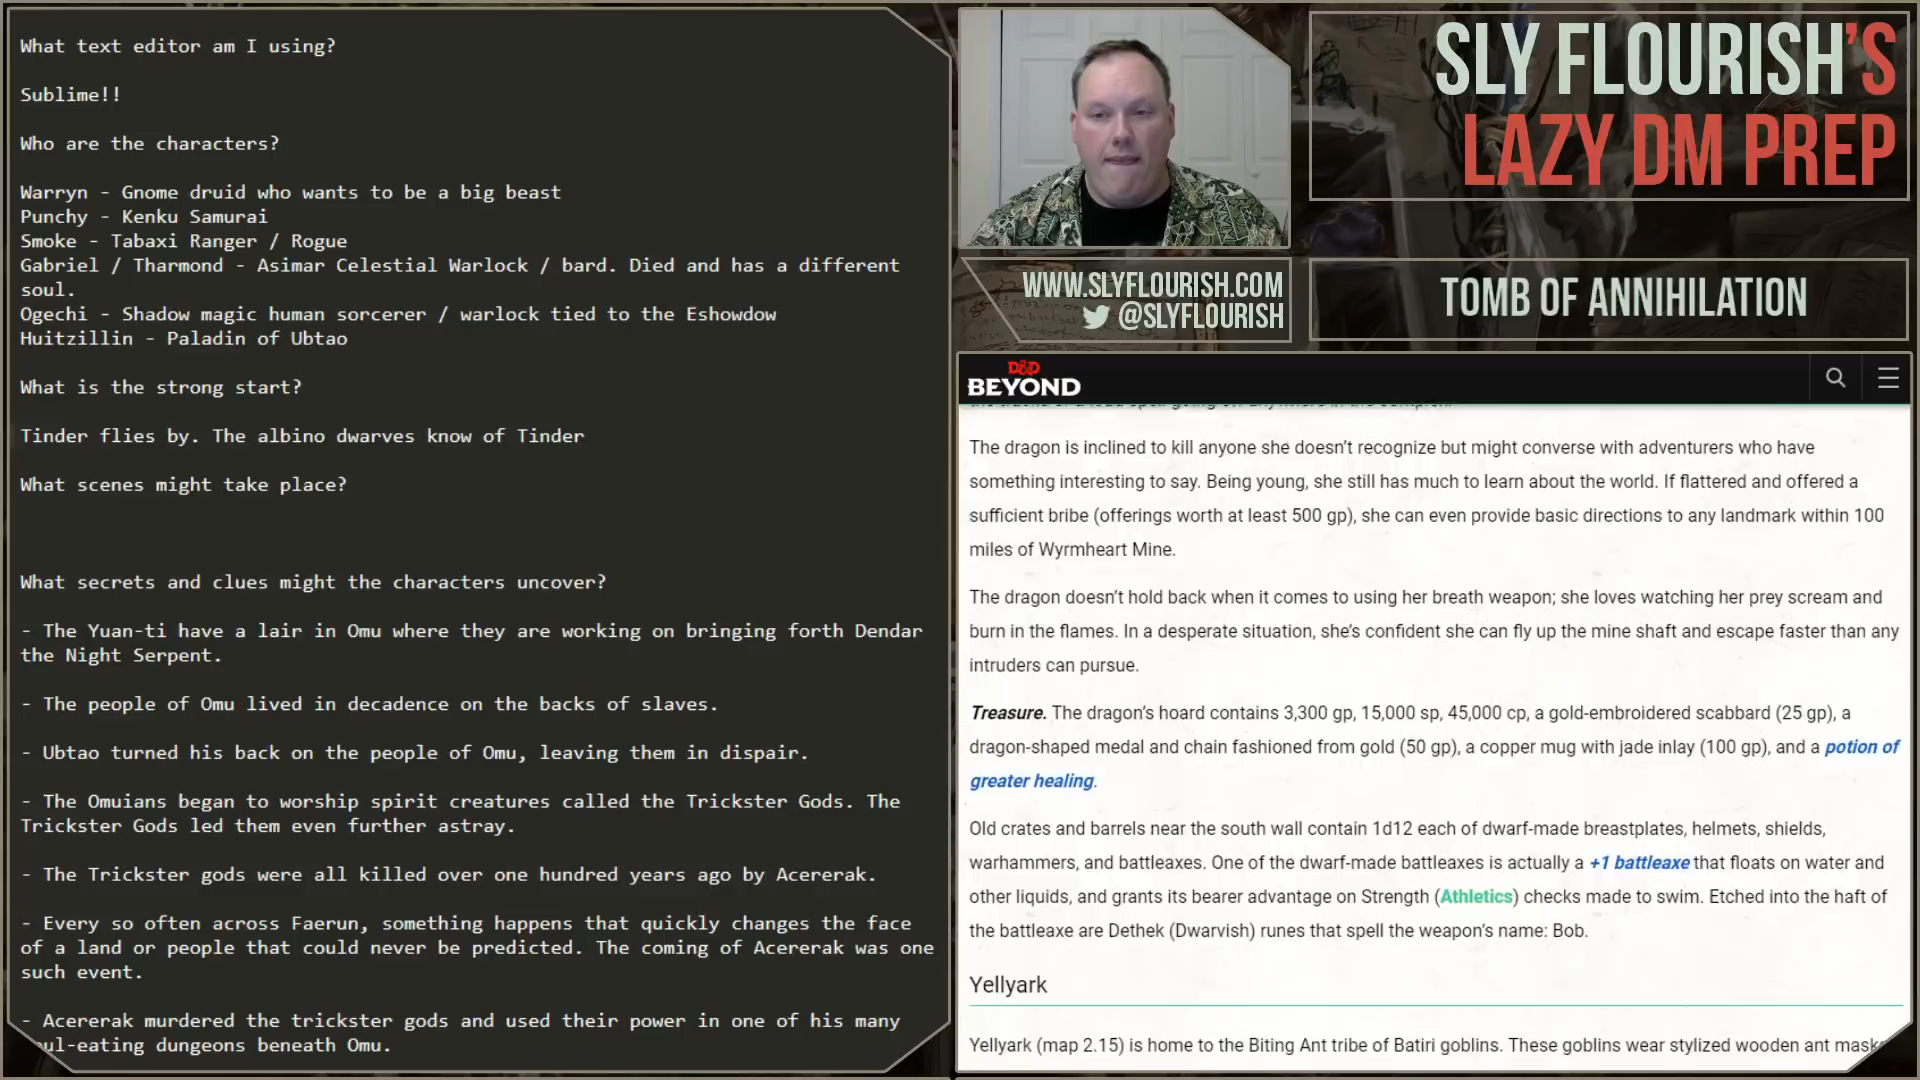 What text editor am I using?
Sublime!!
Who are the characters?
Warryn - Gnome druid who wants to be a big beast
Punchy - Kenku Samurai
Smoke - Tabaxi Ranger / Rogue
Gabriel / Tharmond - Asimar Celestial Warlock / bard. Died and has a different
soul.
Ogechi - Shadow magic human sorcerer / warlock tied to the Eshowdow
Huitzillin - Paladin of Ubtao
What is the strong start?
Tinder flies by. The albino dwarves know of Tinder
What scenes might take place?
What secrets and clues might the characters uncover?
- The Yuan-ti have a lair in Omu where they are working on bringing forth Dendar
the Night Serpent.
- The people of Omu lived in decadence on the backs of slaves.
- Ubtao turned his back on the people of Omu, leaving them in dispair.
- The Omuians began to worship spirit creatures called the Trickster Gods. The
Trickster Gods led them even further astray.
- The Trickster gods were all killed over one hundred years ago by Acererak.
- Every so often across Faerun, something happens that quickly changes the face
of a land or people that could never be predicted. The coming of Acererak was one
such event.
- Acererak murdered the trickster gods and used their power in one of his many
ul-eating dungeons beneath Omu.
SLY FLOURISH'S
LAZY DM PREP
WWW.SLYFLOURISH.COM
@SLYFLOURISH
TOMB OF ANNIHILATION
D&D
BEYOND
The dragon is inclined to kill anyone she doesn't recognize but might converse with adventurers who have
something interesting to say. Being young, she still has much to learn about the world. If flattered and offered a
sufficient bribe (offerings worth at least 500 gp), she can even provide basic directions to any landmark within 100
miles of Wyrmheart Mine.
The dragon doesn't hold back when it comes to using her breath weapon; she loves watching her prey scream and
burn in the flames. In a desperate situation, she's confident she can fly up the mine shaft and escape faster than any
intruders can pursue.
Treasure. The dragon's hoard contains 3,300 gp, 15,000 sp, 45,000 cp, a gold-embroidered scabbard (25 gp), a
dragon-shaped medal and chain fashioned from gold (50 gp), a copper mug with jade inlay (100 gp), and a potion of
greater healing.
Old crates and barrels near the south wall contain 1d12 each of dwarf-made breastplates, helmets, shields,
warhammers, and battleaxes. One of the dwarf-made battleaxes is actually a +1 battleaxe that floats on water and
other liquids, and grants its bearer advantage on Strength (Athletics) checks made to swim. Etched into the haft of
the battleaxe are Dethek (Dwarvish) runes that spell the weapon's name: Bob.
Yellyark
Yellyark (map 2.15) is home to the Biting Ant tribe of Batiri goblins. These goblins wear stylized wooden ant mask